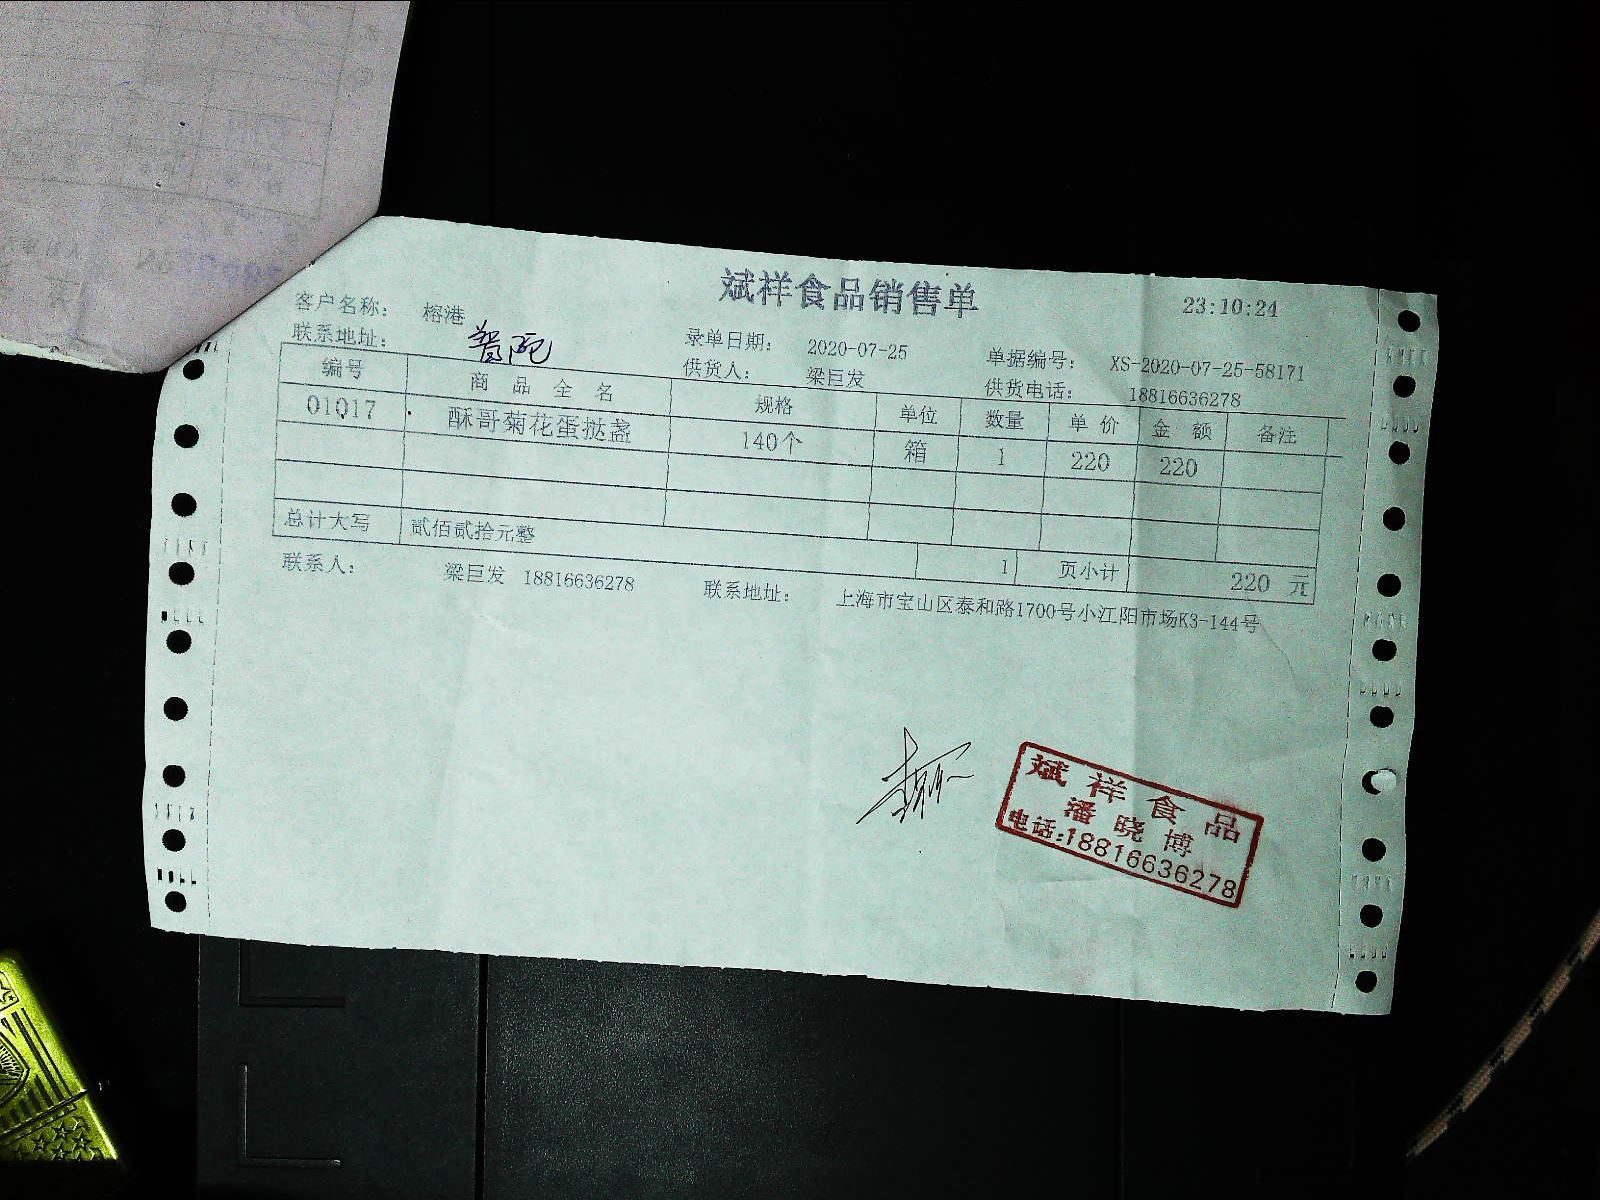 斌祥食品销售单 23:10:24
客户名称： 榕港
联系地址： 录单日期： 2020-07-25 单据编号： XS-2020-07-25-58171
供货人： 梁巨发 供货电话： 18816636278
编号 商 品 全 名 规格 单位 数量 单 价 金 额 备注
01017 酥哥菊花蛋挞盏 140个 箱 1 220 220
总计大写 贰佰贰拾元整 1 页小计 220 元
联系人： 梁巨发 18816636278 联系地址： 上海市宝山区泰和路1700号小江阳市场K3-144号
斌祥食品
潘晓博
电话:18816636278